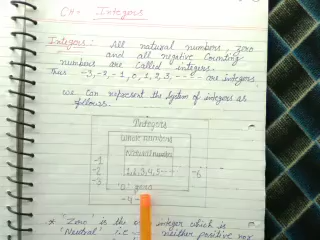 CH- Integers
Integers: All natural numbers, zero
and all negative counting
numbers are called integers.
Thus -3,-2,-1,0,1,2,3,--- are integers
we can represent the system of integers as
follows.
Integers
whole numbers
Natural numbers
-1
1,2,3,4,5---
-2
-3
'0' zero
* 'Zero' is the integer which is
'Neutral' i.e neither positive nor